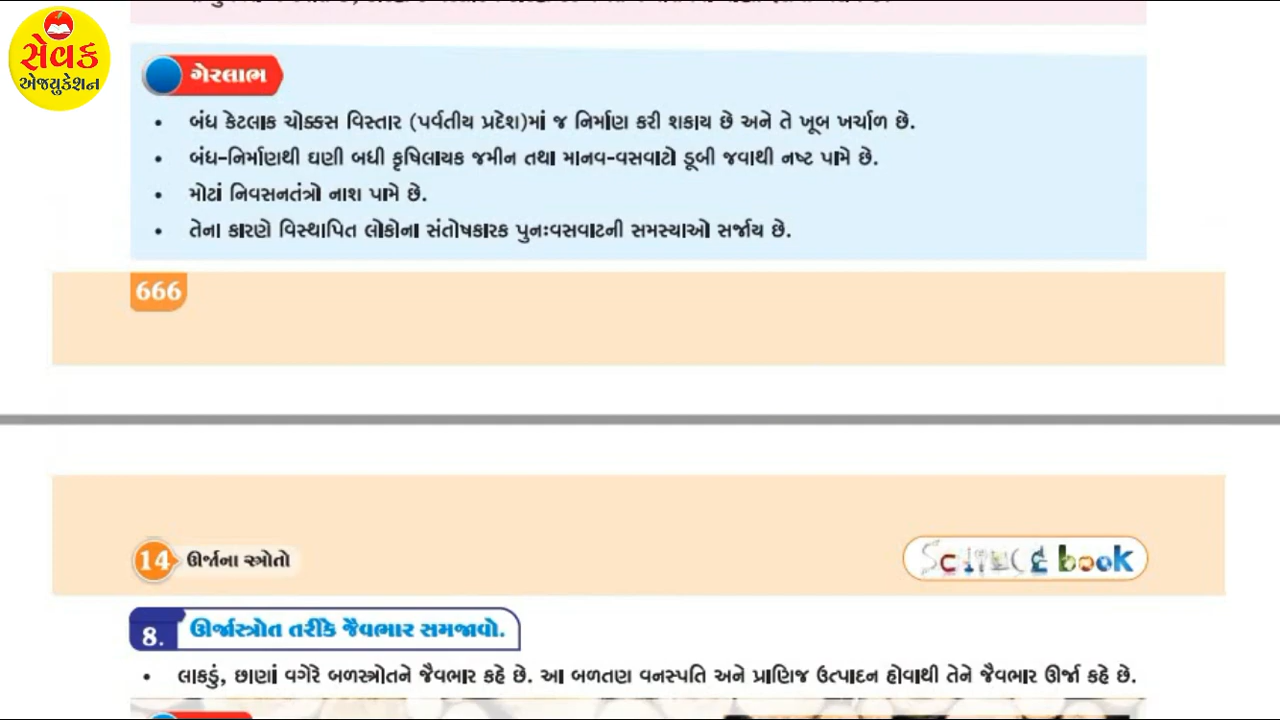 સેવક
એજ્યુકેશન
ગેરલાભ
• બંધ કેટલાક ચોક્કસ વિસ્તાર (પર્વતીય પ્રદેશ)માં જ નિર્માણ કરી શકાય છે અને તે ખૂબ ખર્ચાળ છે.
• બંધ-નિર્માણથી ઘણી બધી કૃષિલાયક જમીન તથા માનવ-વસવાટો ડૂબી જવાથી નષ્ટ પામે છે.
• મોટાં નિવસનતંત્રો નાશ પામે છે.
• તેના કારણે વિસ્થાપિત લોકોના સંતોષકારક પુનઃવસવાટની સમસ્યાઓ સર્જાય છે.
666
14 ઊર્જાના સ્ત્રોતો
SCIENCE book
8. ઊર્જાસ્ત્રોત તરીકે જૈવભાર સમજાવો.
• લાકડું, છાણાં વગેરે બળસ્ત્રોતને જૈવભાર કહે છે. આ બળતણ વનસ્પતિ અને પ્રાણિજ ઉત્પાદન હોવાથી તેને જૈવભાર ઊર્જા કહે છે.